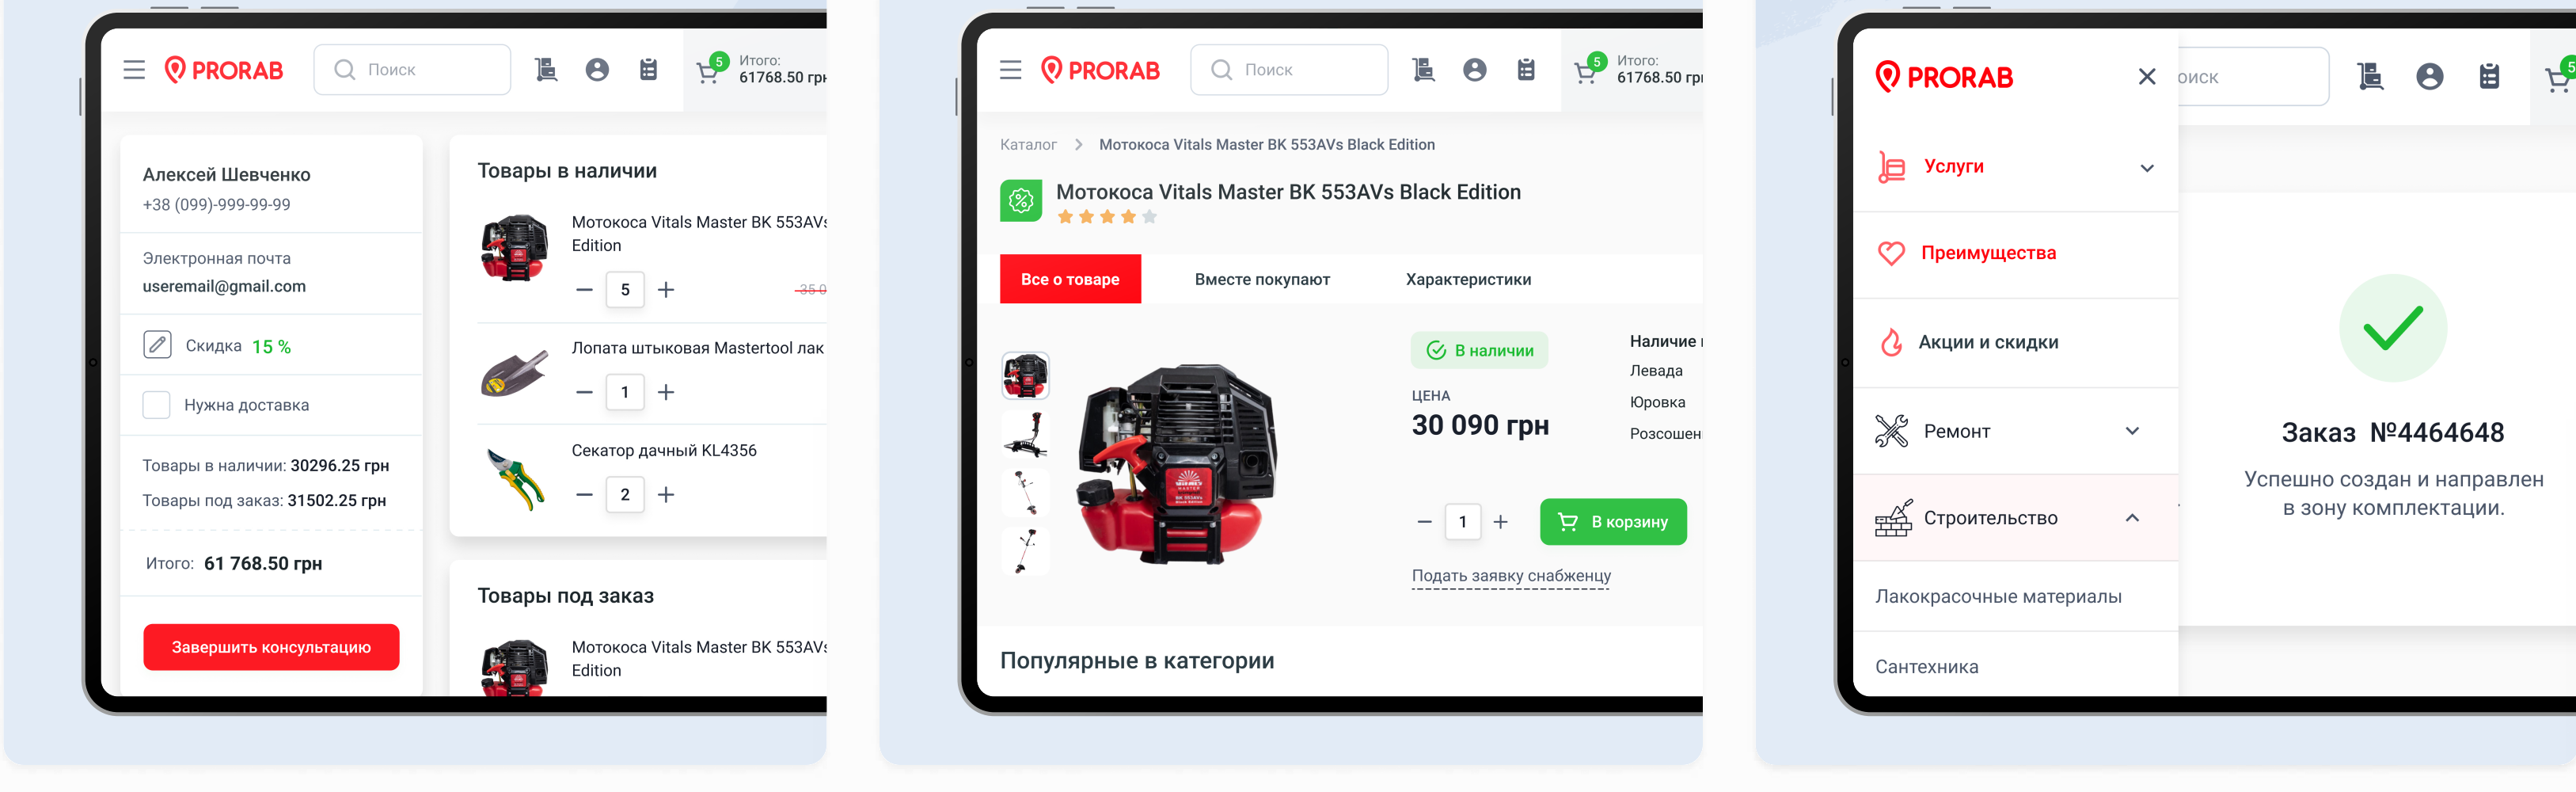 PRORAB
Поиск
5
Итого:
61768.50 грн
Алексей Шевченко
+38 (099)-999-99-99
Электронная почта
useremail@gmail.com
Скидка 15 %
Нужна доставка
Товары в наличии: 30296.25 грн
Товары под заказ: 31502.25 грн
Итого: 61 768.50 грн
Завершить консультацию
Товары в наличии
Мотокоса Vitals Master BK 553AVs
Edition
5
35 0
Лопата штыковая Mastertool лак
1
Секатор дачный KL4356
2
Товары под заказ
Мотокоса Vitals Master BK 553AVs
Edition
PRORAB
Поиск
5
Итого:
61768.50 грн
Каталог
Мотокоса Vitals Master BK 553AVs Black Edition
Мотокоса Vitals Master BK 553AVs Black Edition
Все о товаре
Вместе покупают
Характеристики
В наличии
ЦЕНА
30 090 грн
Наличие
Левада
Юровка
Розсошен
1
В корзину
Подать заявку снабженцу
Популярные в категории
PRORAB
оиск
5
Услуги
Преимущества
Акции и скидки
Ремонт
Строительство
Лакокрасочные материалы
Сантехника
Заказ №4464648
Успешно создан и направлен
в зону комплектации.